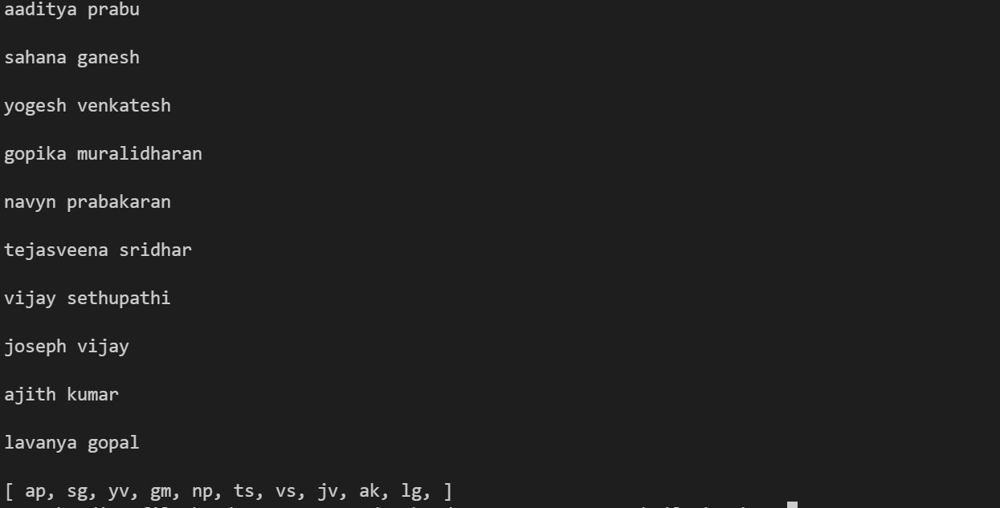 aaditya prabu
sahana ganesh
yogesh venkatesh
gopika muralidharan
navyn prabakaran
tejasveena sridhar
vijay sethupathi
joseph vijay
ajith kumar
lavanya gopal
[ ap, sg, yv, gm, np, ts, vs, jv, ak, lg, ]